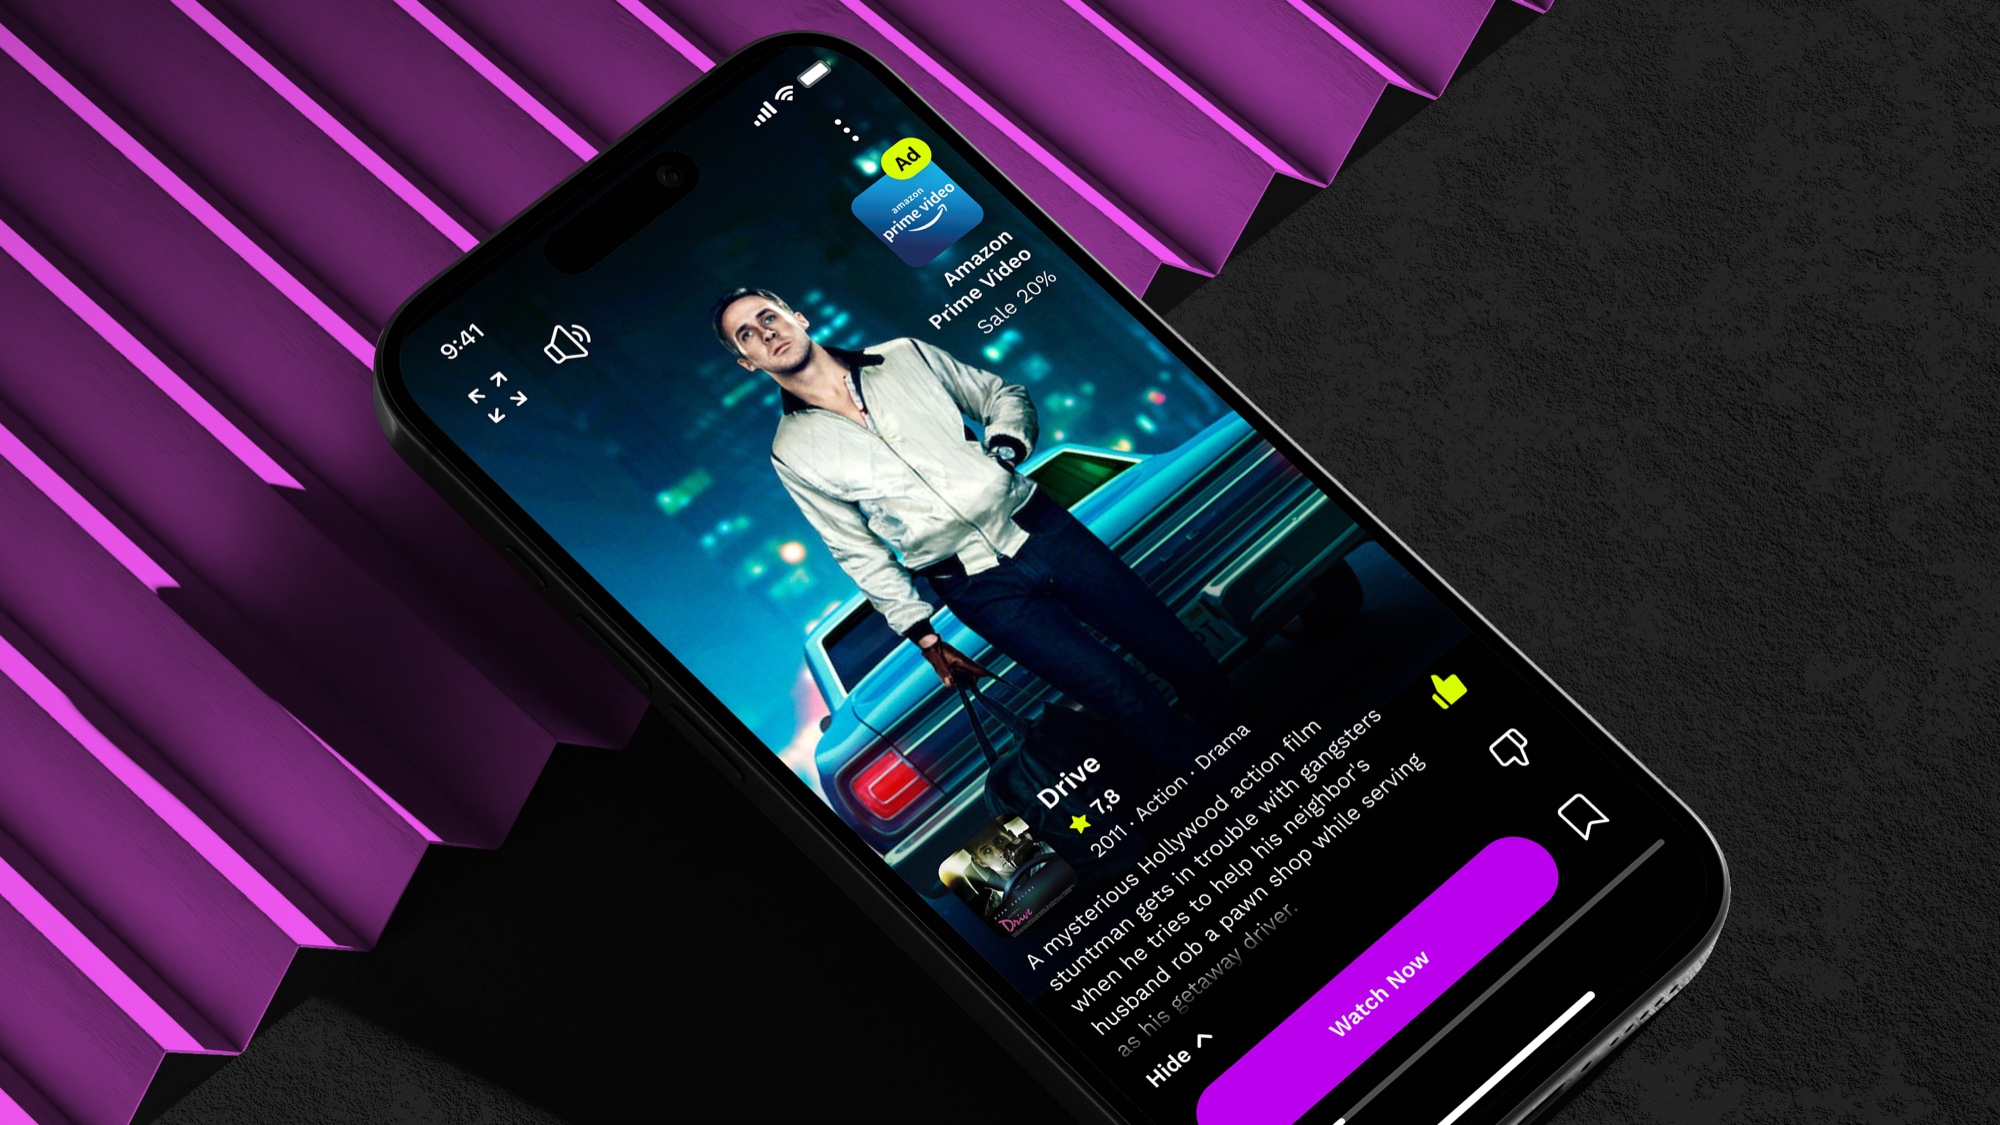 9:41
Ad
amazon
prime video
Amazon
Prime Video
Sale 20%
Drive
7,8
2011 · Action · Drama
Drive
A mysterious Hollywood action film
stuntman gets in trouble with gangsters
when he tries to help his neighbor's
husband rob a pawn shop while serving
as his getaway driver.
Hide
Watch Now